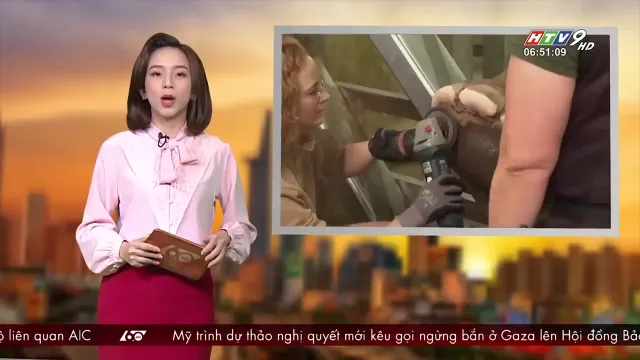 HTV9 HD
06:51:09
ộ liên quan AIC
60
Mỹ trình dự thảo nghị quyết mới kêu gọi ngừng bắn ở Gaza lên Hội đồng Bả